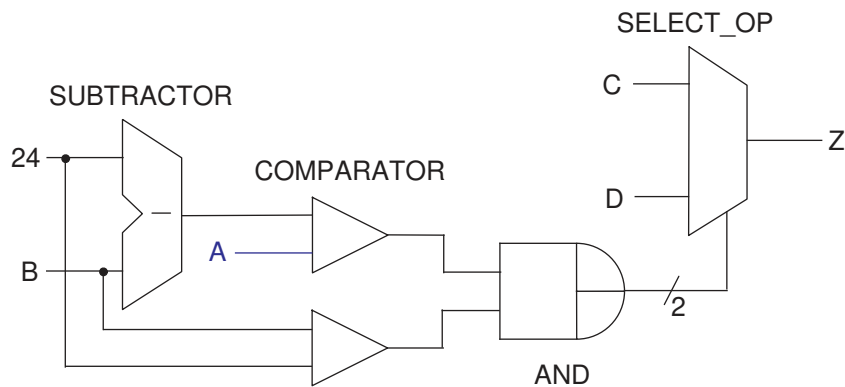 SELECT_OP
C
SUBTRACTOR
Z
24
COMPARATOR
D
−
A
B
2
AND